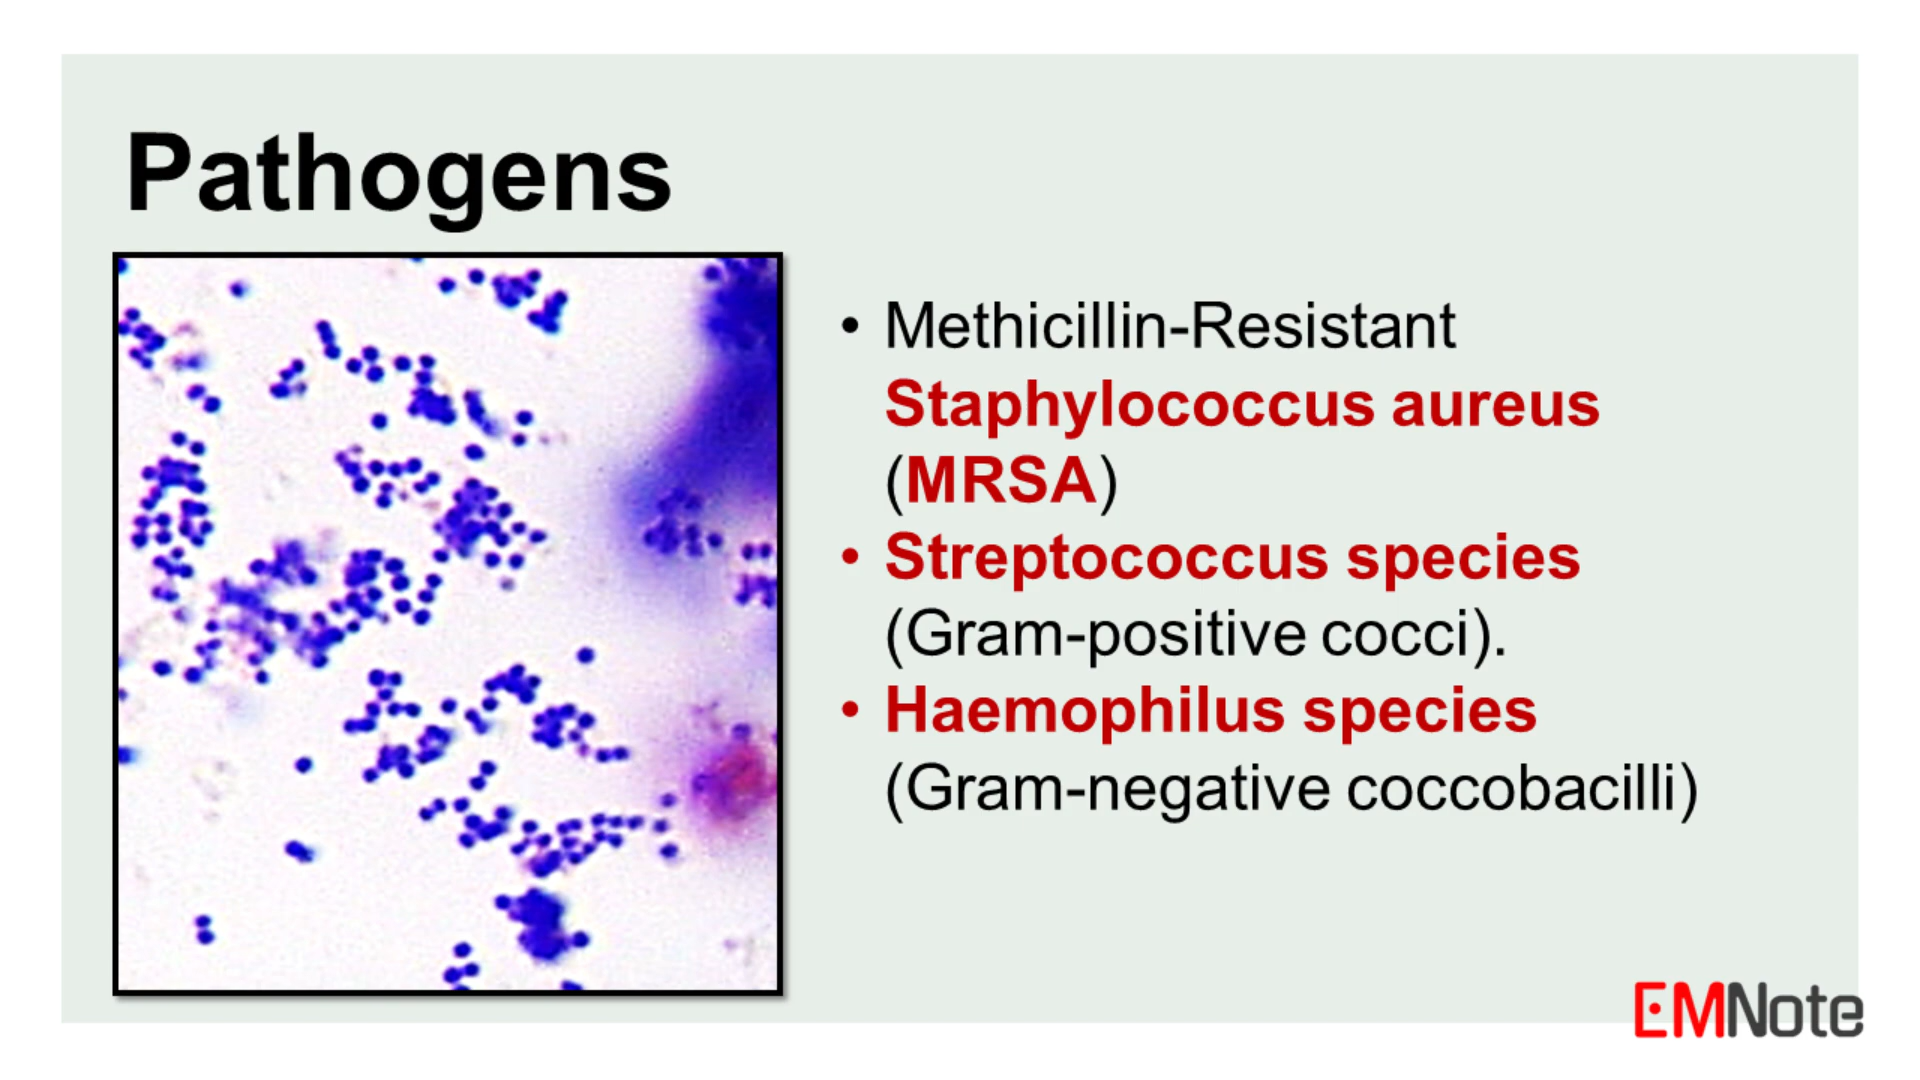 Pathogens
• Methicillin-Resistant
Staphylococcus aureus
(MRSA)
• Streptococcus species
(Gram-positive cocci).
• Haemophilus species
(Gram-negative coccobacilli)
EMNote